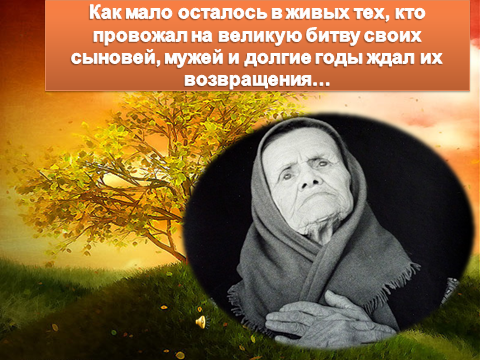 Как мало осталось в живых тех, кто
провожал на великую битву своих
сыновей, мужей и долгие годы ждал их
возвращения...